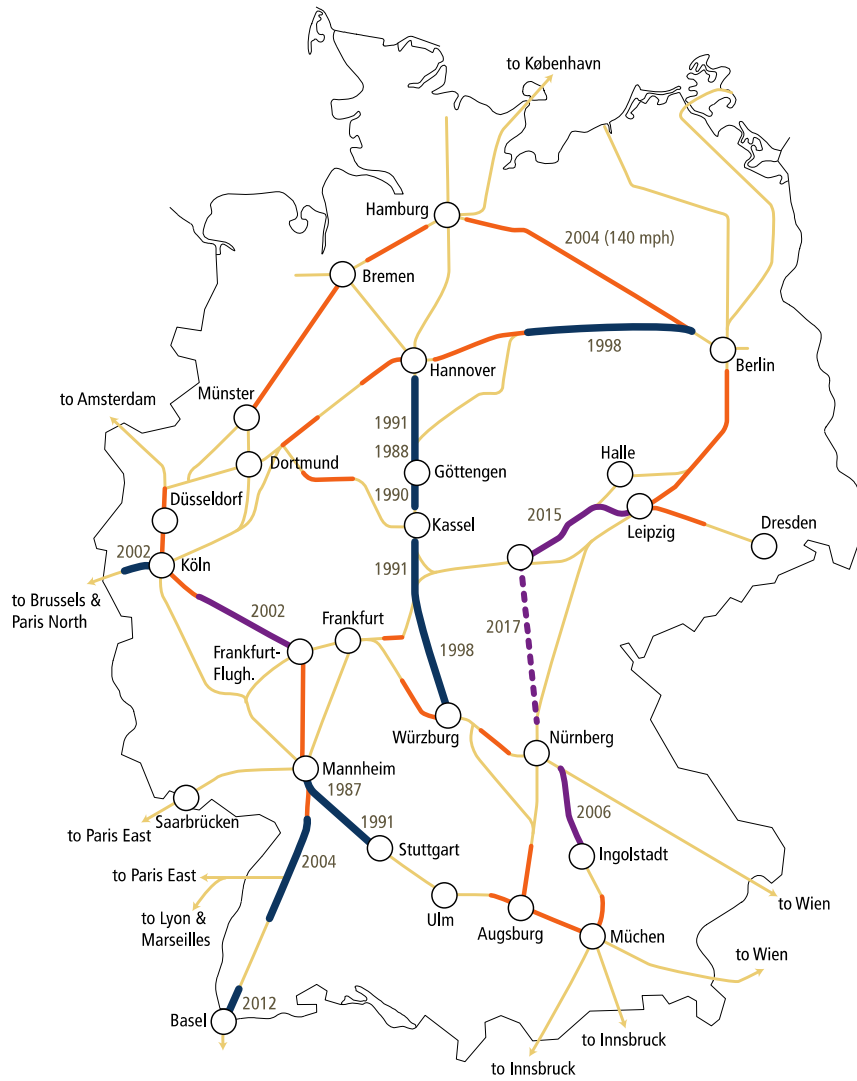 to København
Hamburg
2004 (140 mph)
Bremen
1998
Hannover
Berlin
to Amsterdam
Münster
1991
1988
Dortmund
Göttengen
Halle
Düsseldorf
1990
2015
Leipzig
Kassel
Dresden
2002
Köln
1991
to Brussels &
Paris North
2002
Frankfurt
2017
Frankfurt-
Flugh.
1998
Würzburg
Nürnberg
Mannheim
1987
2006
Saarbrücken
1991
to Paris East
Stuttgart
Ingolstadt
2004
to Paris East
to Wien
to Lyon &
Marseilles
Ulm
Augsburg
Müchen
to Wien
2012
Basel
to Innsbruck
to Innsbruck